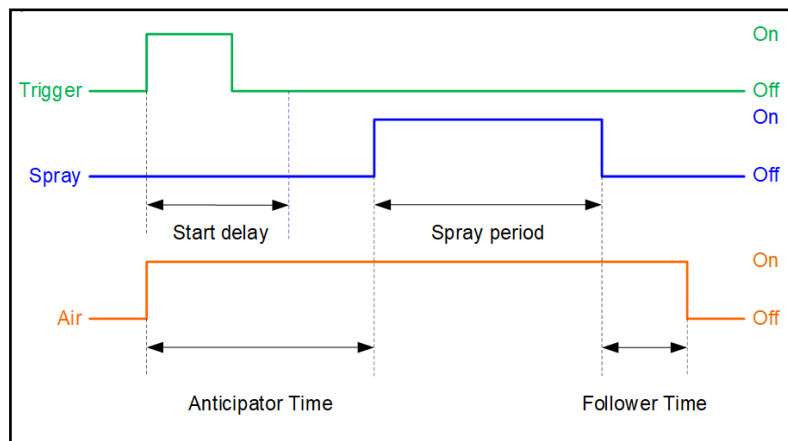 On
Trigger
Off
On
Spray
Off
Start delay
Spray period
On
Air
Off
Anticipator Time
Follower Time